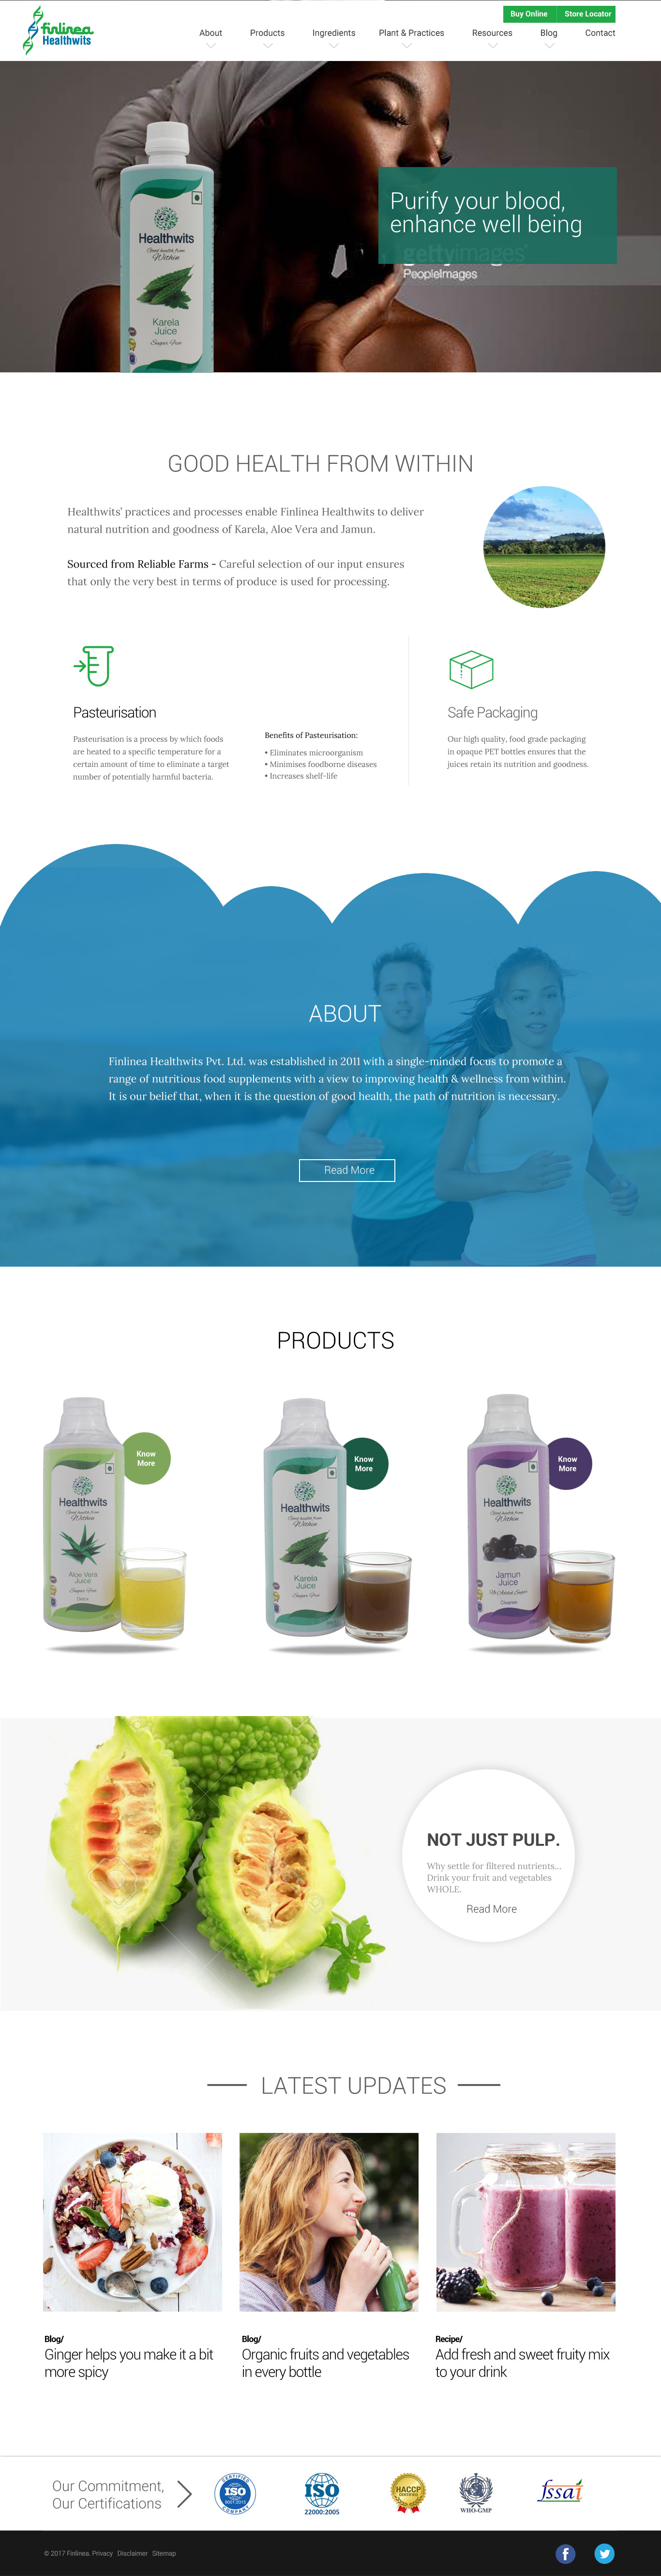 finlinea
Healthwits
Buy Online Store Locator
About Products Ingredients Plant & Practices Resources Blog Contact
Purify your blood,
enhance well being
gettyimages
PeopleImages
Healthwits
Good health from
Within
Karela
Juice
Sugar Free
GOOD HEALTH FROM WITHIN
Healthwits' practices and processes enable Finlinea Healthwits to deliver
natural nutrition and goodness of Karela, Aloe Vera and Jamun.
Sourced from Reliable Farms - Careful selection of our input ensures
that only the very best in terms of produce is used for processing.
Pasteurisation
Pasteurisation is a process by which foods
are heated to a specific temperature for a
certain amount of time to eliminate a target
number of potentially harmful bacteria.
Benefits of Pasteurisation:
• Eliminates microorganism
• Minimises foodborne diseases
• Increases shelf-life
Safe Packaging
Our high quality, food grade packaging
in opaque PET bottles ensures that the
juices retain its nutrition and goodness.
ABOUT
Finlinea Healthwits Pvt. Ltd. was established in 2011 with a single-minded focus to promote a
range of nutritious food supplements with a view to improving health & wellness from within.
It is our belief that, when it is the question of good health, the path of nutrition is necessary.
Read More
PRODUCTS
Know
More
Healthwits
Good health from
Within
Aloe Vera
Juice
Sugar Free
Detox
Know
More
Healthwits
Good health from
Within
Karela
Juice
Sugar Free
Know
More
Healthwits
Good health from
Within
Jamun
Juice
No Added Sugar
NOT JUST PULP.
Why settle for filtered nutrients...
Drink your fruit and vegetables
WHOLE.
Read More
LATEST UPDATES
Blog/
Ginger helps you make it a bit
more spicy
Blog/
Organic fruits and vegetables
in every bottle
Recipe/
Add fresh and sweet fruity mix
to your drink
Our Commitment,
Our Certifications
CERTIFIED
ISO
9001:2015
COMPANY
ISO
22000:2005
HACCP
CERTIFIED
WHO-GMP
fssai
© 2017 Finlinea. Privacy Disclaimer Sitemap